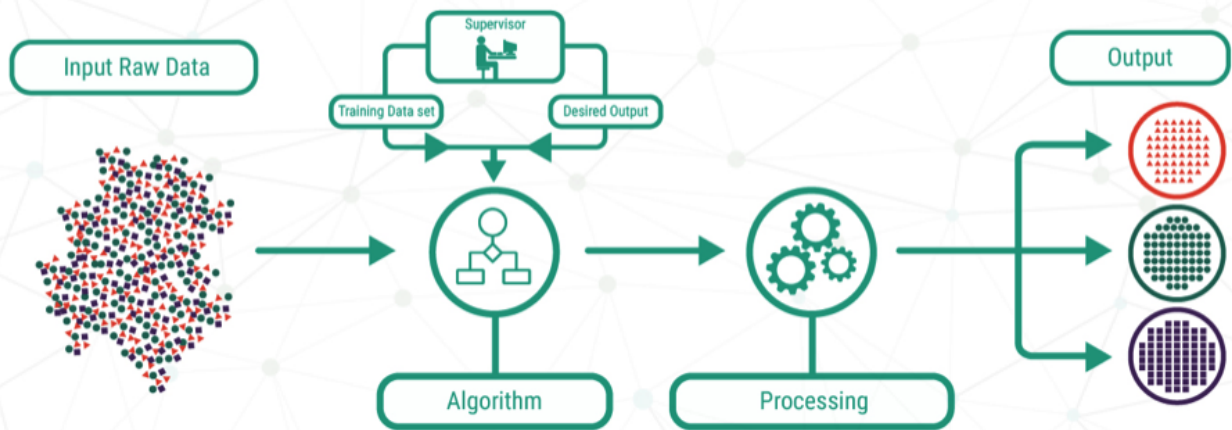 Supervisor
Input Raw Data
Output
Training Data set
Desired Output
Algorithm
Processing